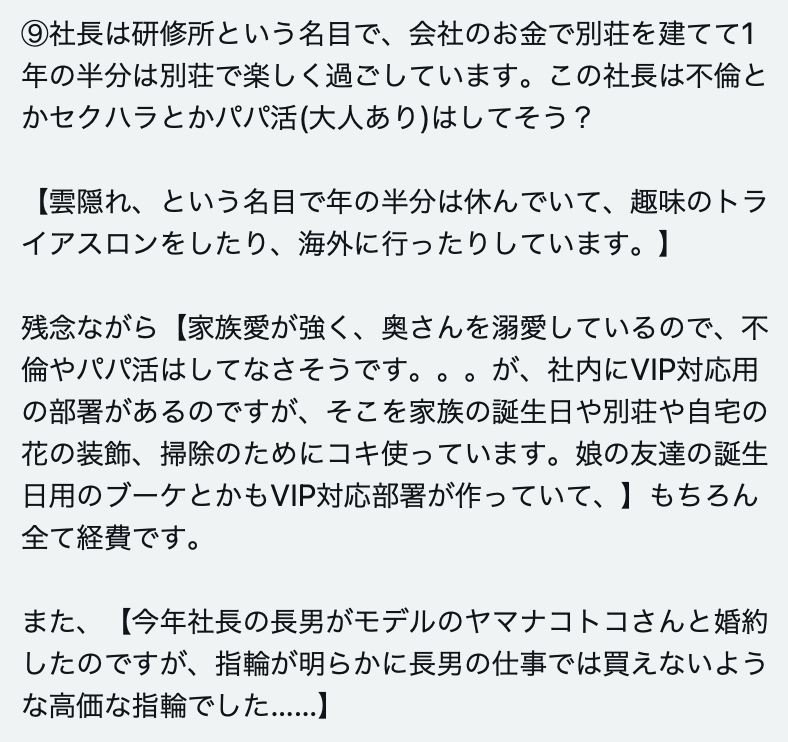 ⑨社長は研修所という名目で、会社のお金で別荘を建てて1
年の半分は別荘で楽しく過ごしています。この社長は不倫と
かセクハラとかパパ活(大人あり)はしてそう？
【雲隠れ、という名目で年の半分は休んでいて、趣味のトラ
イアスロンをしたり、海外に行ったりしています。】
残念ながら【家族愛が強く、奥さんを溺愛しているので、不
倫やパパ活はしてなさそうです。。。が、社内にVIP対応用
の部署があるのですが、そこを家族の誕生日や別荘や自宅の
花の装飾、掃除のためにコキ使っています。娘の友達の誕生
日用のブーケとかもVIP対応部署が作っていて、】もちろん
全て経費です。
また、【今年社長の長男がモデルのヤマナコトコさんと婚約
したのですが、指輪が明らかに長男の仕事では買えないよう
な高価な指輪でした……】